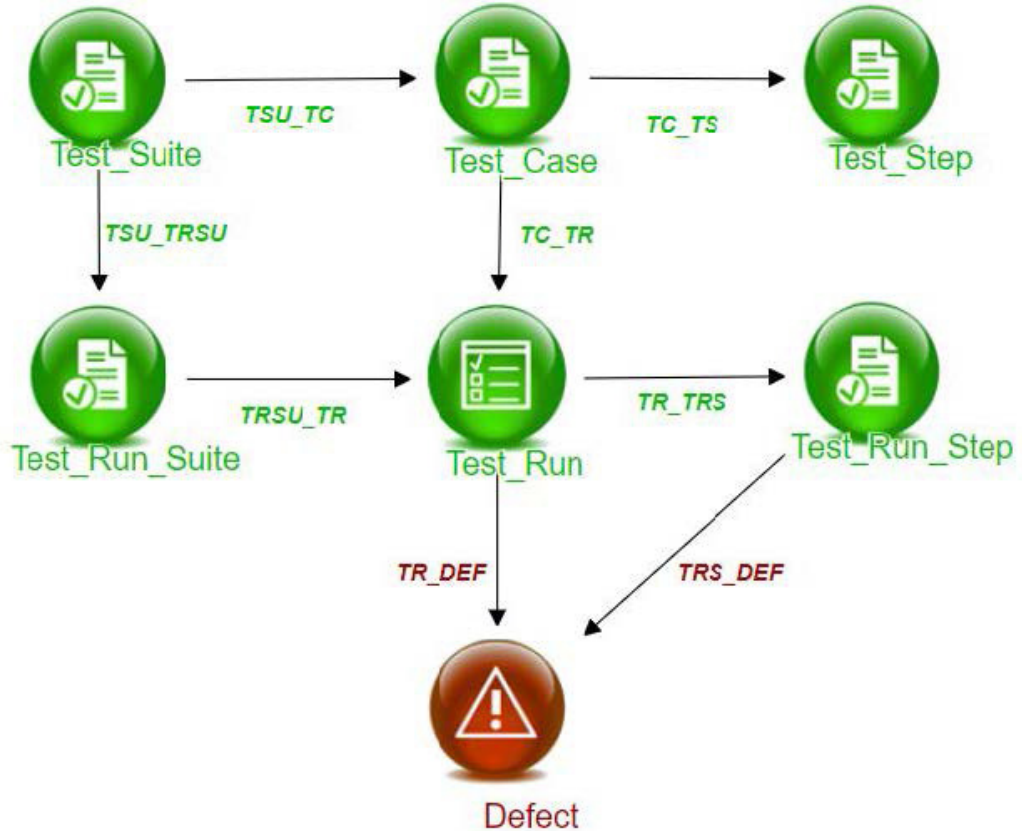 TSU_TC
TC_TS
Test_Suite
Test_Case
Test_Step
TSU_TRSU
TC_TR
TRSU_TR
TR_TRS
Test_Run_Suite
Test_Run
Test_Run_Step
TR_DEF
TRS_DEF
Defect